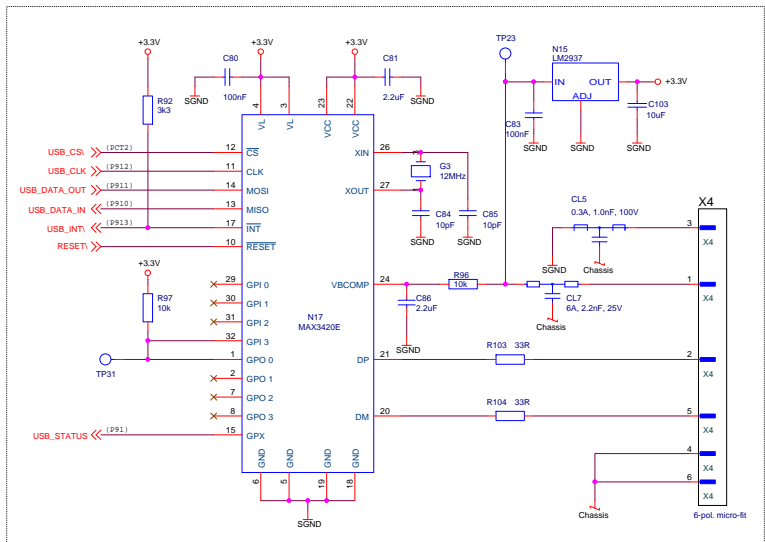 TP23
+3.3V
+3.3V
+3.3V
N15
LM2937
C80
C81
IN
OUT
+3.3V
SGND
100nF
2.2uF
SGND
ADJ
R92
3k3
4
3
23
22
C83
100nF
C103
10uF
VL
VL
VCC
VCC
SGND
SGND
SGND
USB_CS\
(PCT2)
12
CS
XIN
26
3
USB_CLK
(P912)
11
CLK
G3
12MHz
USB_DATA_OUT
(P911)
14
MOSI
XOUT
27
1
X4
USB_DATA_IN
(P910)
13
MISO
C84
10pF
C85
10pF
CL5
0.3A, 1.0nF, 100V
USB_INT\
(P913)
17
INT
3
X4
RESET\
10
RESET
SGND
SGND
SGND
Chassis
+3.3V
29
GPI 0
VBCOMP
24
R96
10k
1
X4
R97
10k
30
GPI 1
C86
2.2uF
CL7
6A, 2.2nF, 25V
31
GPI 2
N17
MAX3420E
Chassis
32
GPI 3
SGND
R103 33R
1
GPO 0
DP
21
2
X4
TP31
2
GPO 1
7
GPO 2
R104 33R
8
GPO 3
DM
20
5
X4
USB_STATUS
(P91)
15
GPX
GND
GND
GND
GND
4
X4
6
5
19
18
6
X4
SGND
Chassis
6-pol. micro-fit